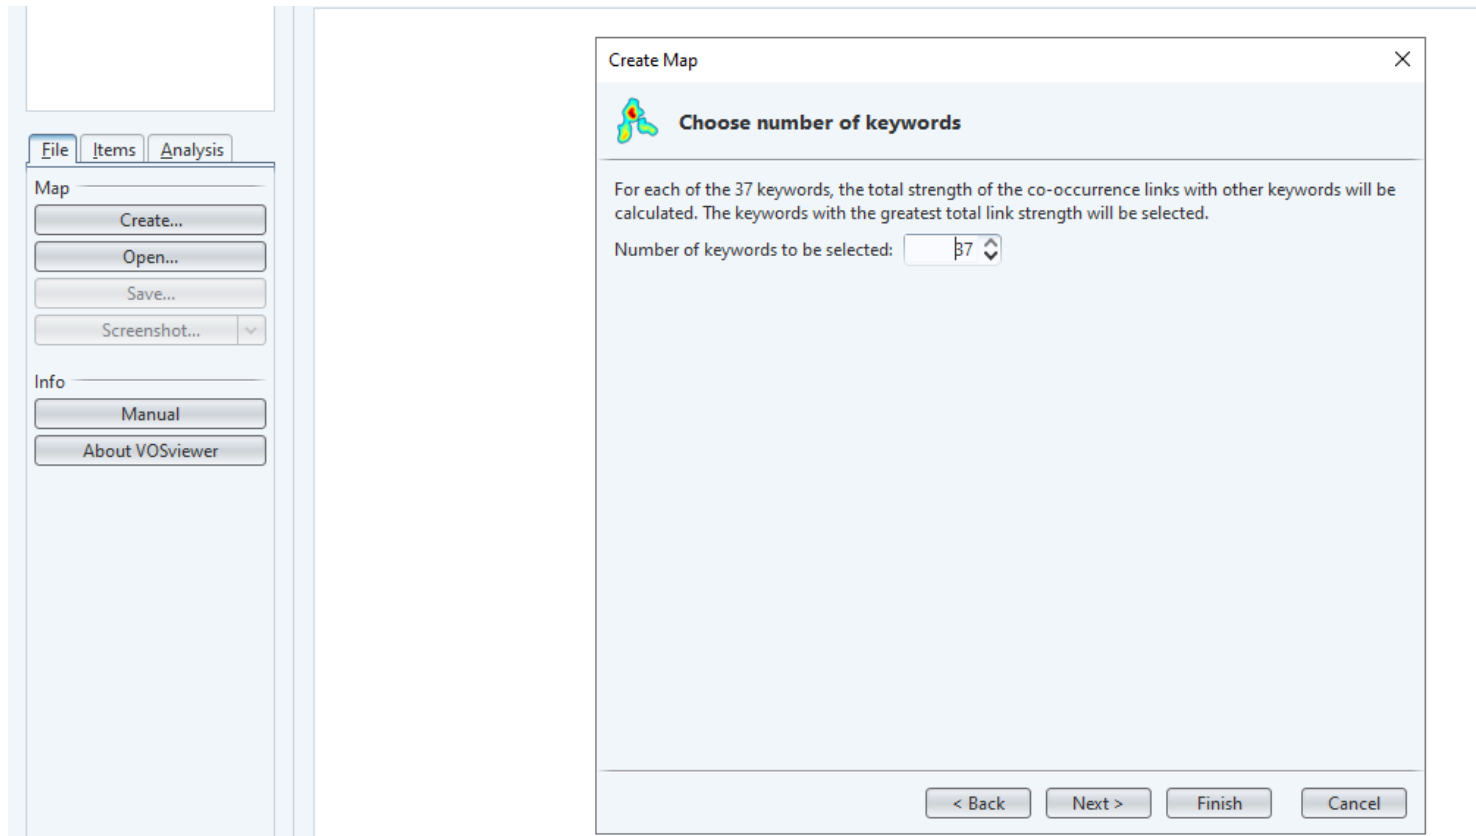 File Items Analysis
Map
Create...
Open...
Save...
Screenshot...
Info
Manual
About VOSviewer
Create Map
Choose number of keywords
For each of the 37 keywords, the total strength of the co-occurrence links with other keywords will be
calculated. The keywords with the greatest total link strength will be selected.
Number of keywords to be selected: 37
< Back Next > Finish Cancel